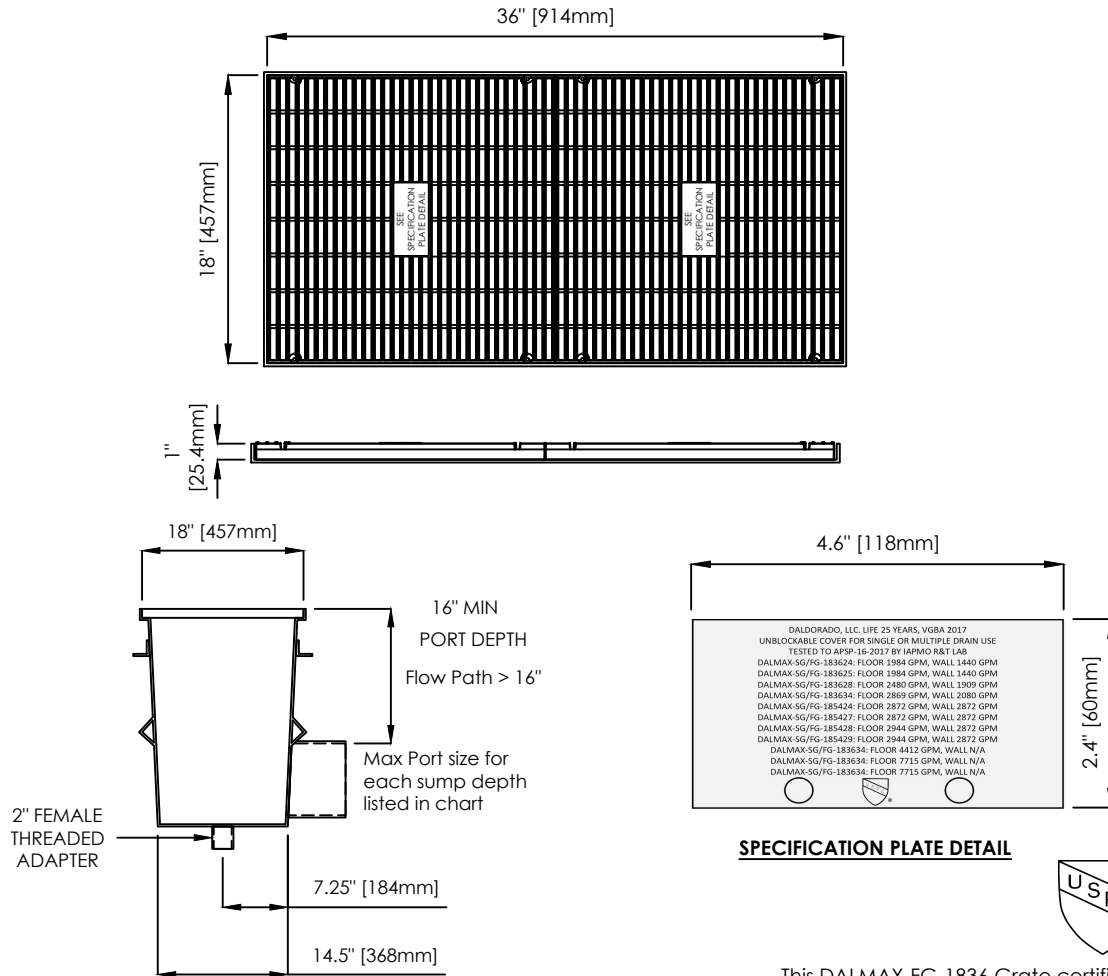 36" [914mm]
18" [457mm]
SEE
SPECIFICATION
PLATE DETAIL
SEE
SPECIFICATION
PLATE DETAIL
1"
[25.4mm]
18" [457mm]
16" MIN
PORT DEPTH
Flow Path > 16"
Max Port size for
each sump depth
listed in chart
2" FEMALE
THREADED
ADAPTER
7.25" [184mm]
14.5" [368mm]
4.6" [118mm]
DALDORADO, LLC. LIFE 25 YEARS, VGBA 2017
UNBLOCKABLE COVER FOR SINGLE OR MULTIPLE DRAIN USE
TESTED TO APSP-16-2017 BY IAPMO R&T LAB
DALMAX-SG/FG-183624: FLOOR 1984 GPM, WALL 1440 GPM
DALMAX-SG/FG-183625: FLOOR 1984 GPM, WALL 1440 GPM
DALMAX-SG/FG-183628: FLOOR 2480 GPM, WALL 1909 GPM
DALMAX-SG/FG-183634: FLOOR 2869 GPM, WALL 2080 GPM
DALMAX-SG/FG-185424: FLOOR 2872 GPM, WALL 2872 GPM
DALMAX-SG/FG-185427: FLOOR 2872 GPM, WALL 2872 GPM
DALMAX-SG/FG-185428: FLOOR 2944 GPM, WALL 2872 GPM
DALMAX-SG/FG-185429: FLOOR 2944 GPM, WALL 2872 GPM
DALMAX-SG/FG-183634: FLOOR 4412 GPM, WALL N/A
DALMAX-SG/FG-183634: FLOOR 7715 GPM, WALL N/A
DALMAX-SG/FG-183634: FLOOR 7715 GPM, WALL N/A
®
2.4" [60mm]
SPECIFICATION PLATE DETAIL
US
This DALMAX-FG-1836 Grate certifi